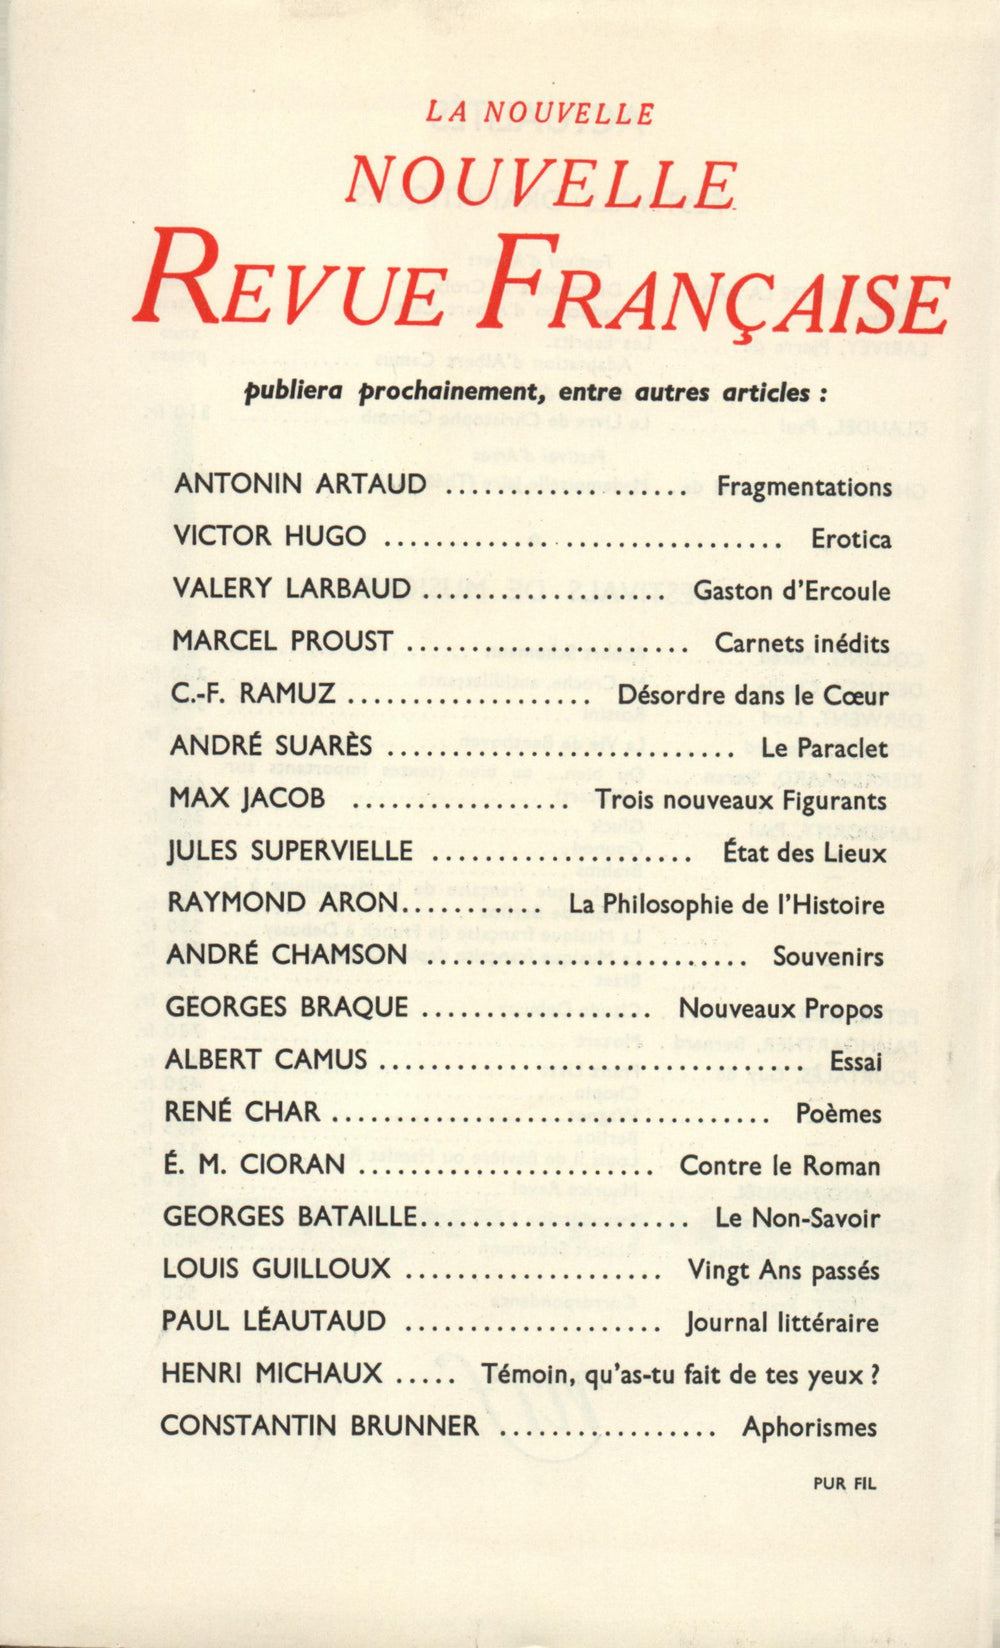 LA NOUVELLE
NOUVELLE
REVUE FRANÇAISE
publiera prochainement, entre autres articles :
ANTONIN ARTAUD .................. Fragmentations
VICTOR HUGO .............................. Erotica
VALERY LARBAUD .................. Gaston d'Ercoule
MARCEL PROUST ..................... Carnets inédits
C.-F. RAMUZ .................. Désordre dans le Cœur
ANDRÉ SUARÈS .......................... Le Paraclet
MAX JACOB ................ Trois nouveaux Figurants
JULES SUPERVIELLE .................... État des Lieux
RAYMOND ARON........... La Philosophie de l'Histoire
ANDRÉ CHAMSON ........................ Souvenirs
GEORGES BRAQUE .................. Nouveaux Propos
ALBERT CAMUS ................................ Essai
RENÉ CHAR ................................. Poèmes
É. M. CIORAN ........................ Contre le Roman
GEORGES BATAILLE..................... Le Non-Savoir
LOUIS GUILLOUX .................... Vingt Ans passés
PAUL LÉAUTAUD .................... Journal littéraire
HENRI MICHAUX ..... Témoin, qu'as-tu fait de tes yeux ?
CONSTANTIN BRUNNER ................. Aphorismes
PUR FIL